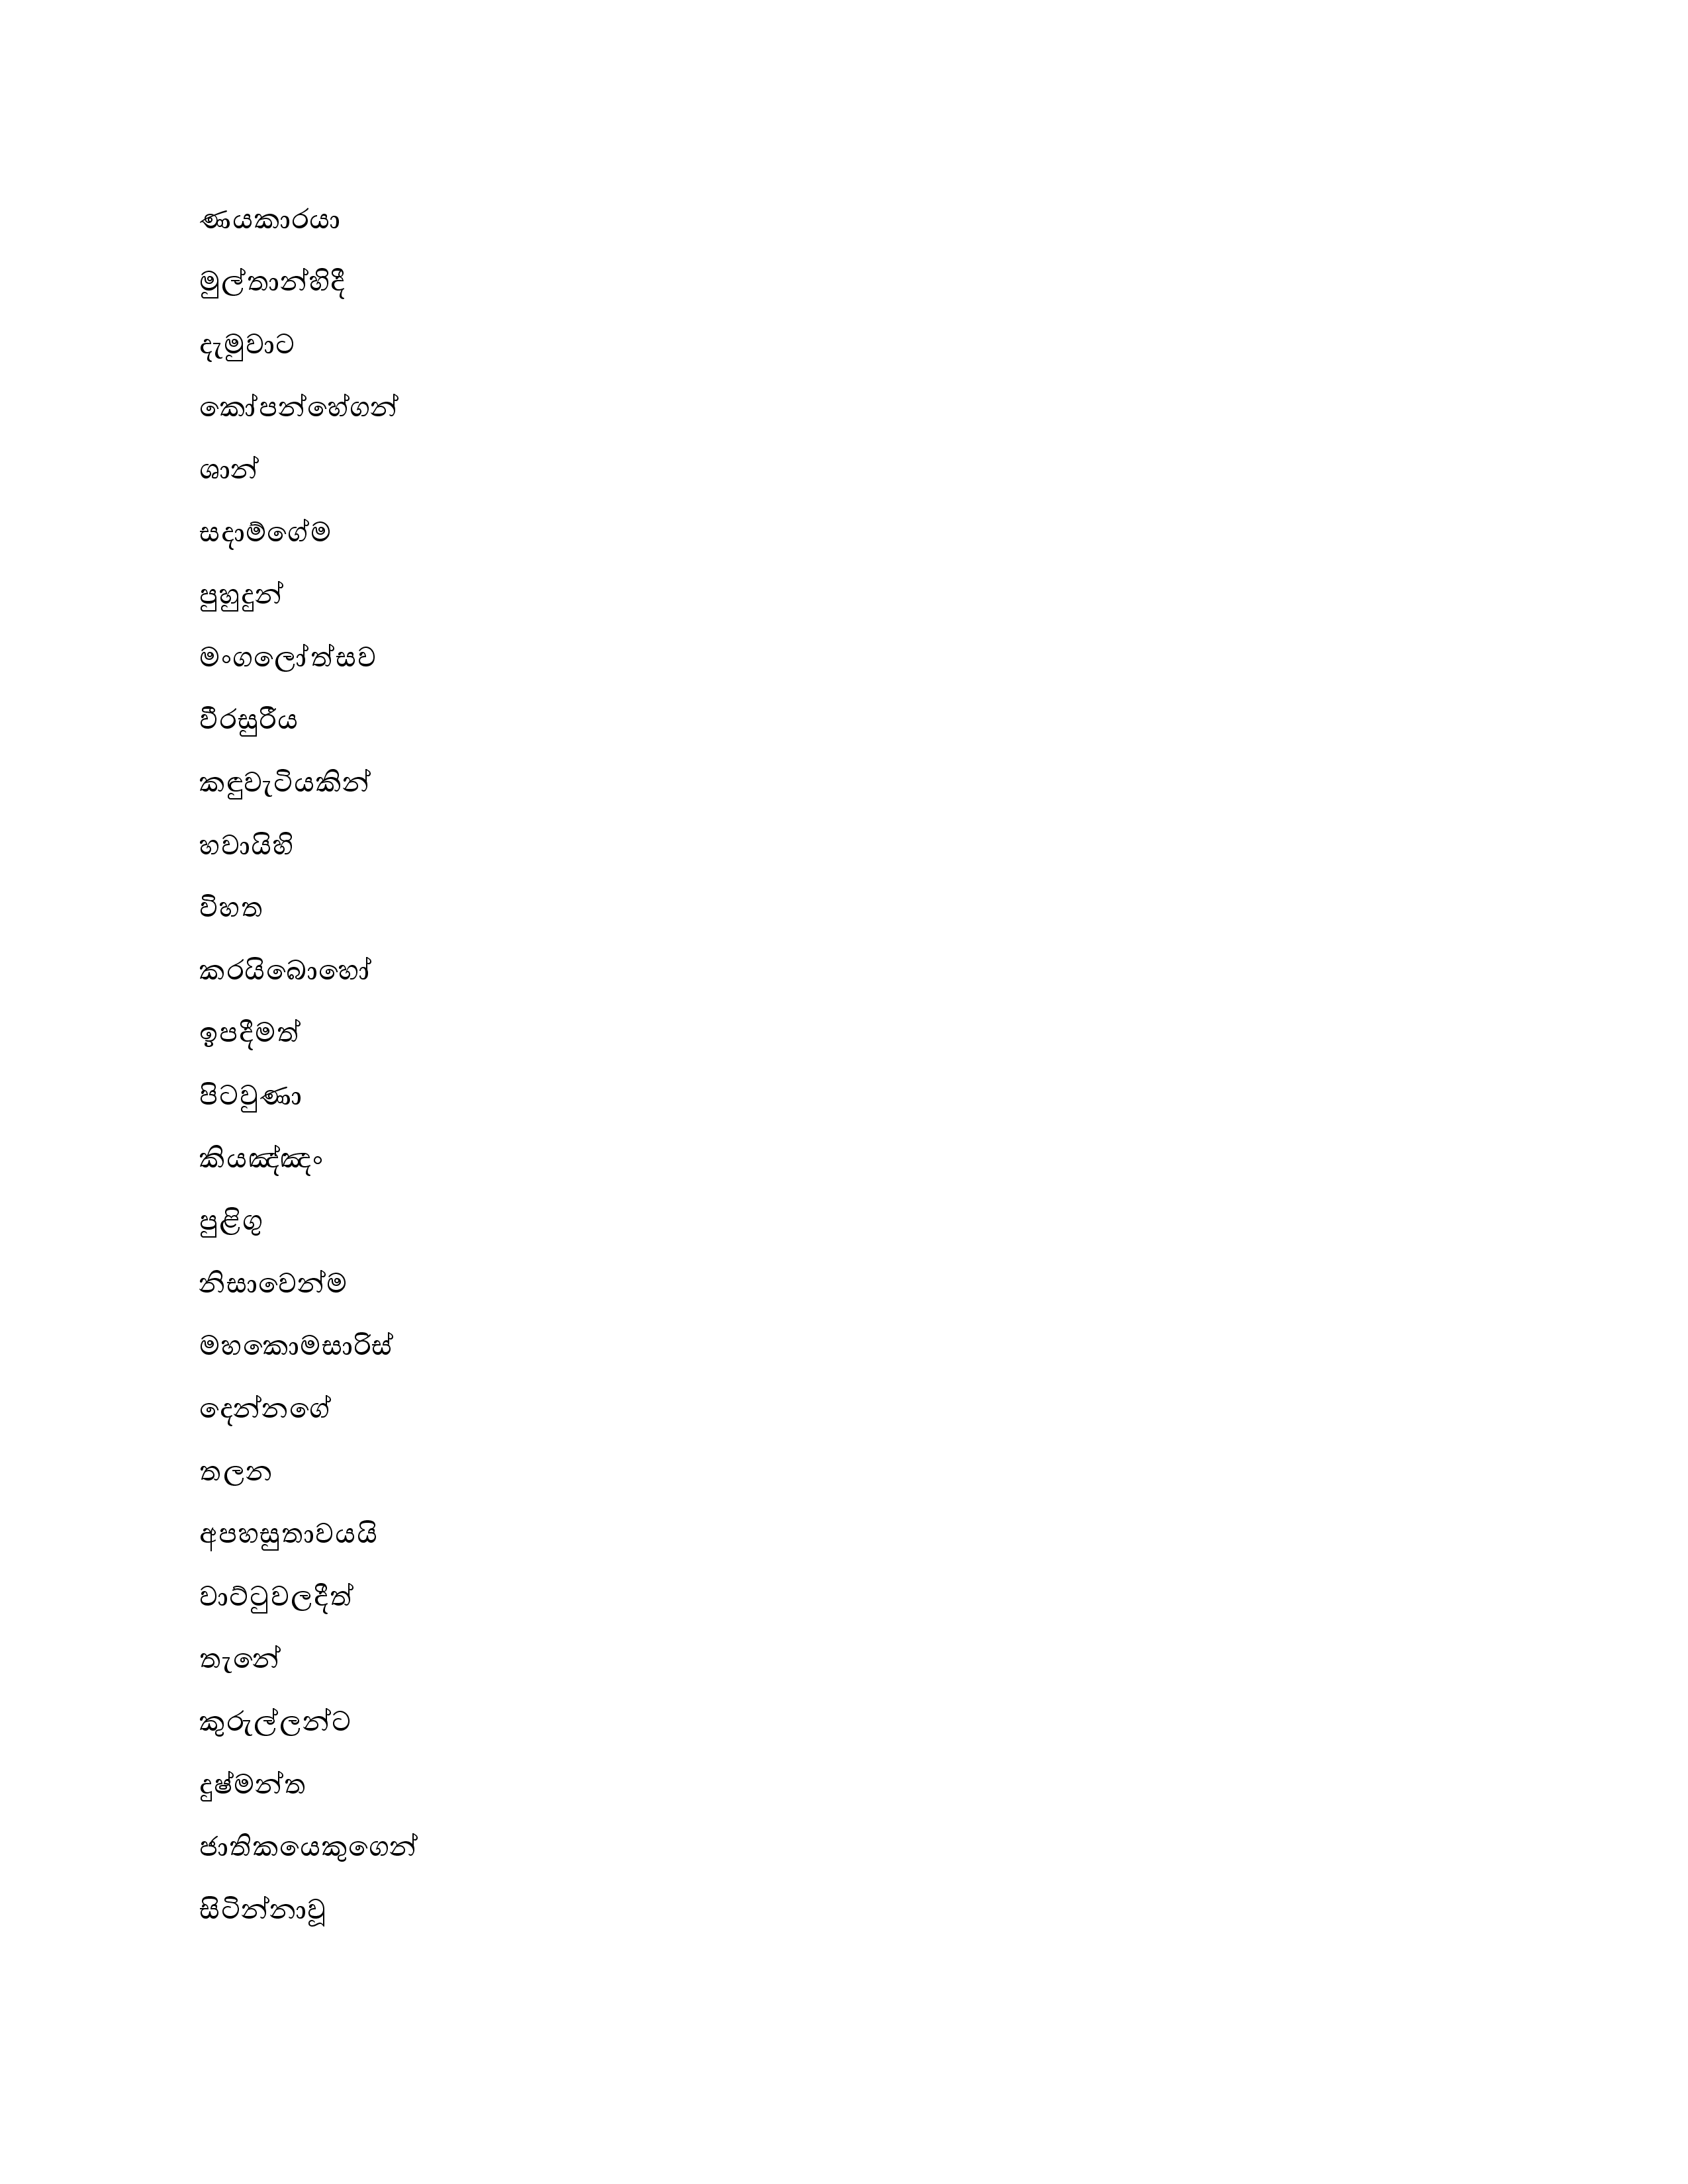 ණයකාරයා
මුල්තාන්හිදී
දැමුවාට
කෝපන්හේගන්
ශාන්
සදාම්ගේම
පුහුදුන්
මංගලෝත්සව
වීරසුරීය
කඳුවැටියකින්
හවායිහි
විහත
කරයිබොහෝ
ඉපදීමත්
පිටවුණා
කියඤ්ඤං
පුළිගු
නිසාවෙන්ම
මහකොමසාරිස්
දෙන්නගේ
තලන
අපහසුතාවයයි
වාට්ටුවලදීත්
තැනේ
කුරුල්ලන්ට
දුෂ්මන්ත
ජාතිකයෙකුගෙන්
සිටින්නාවූ